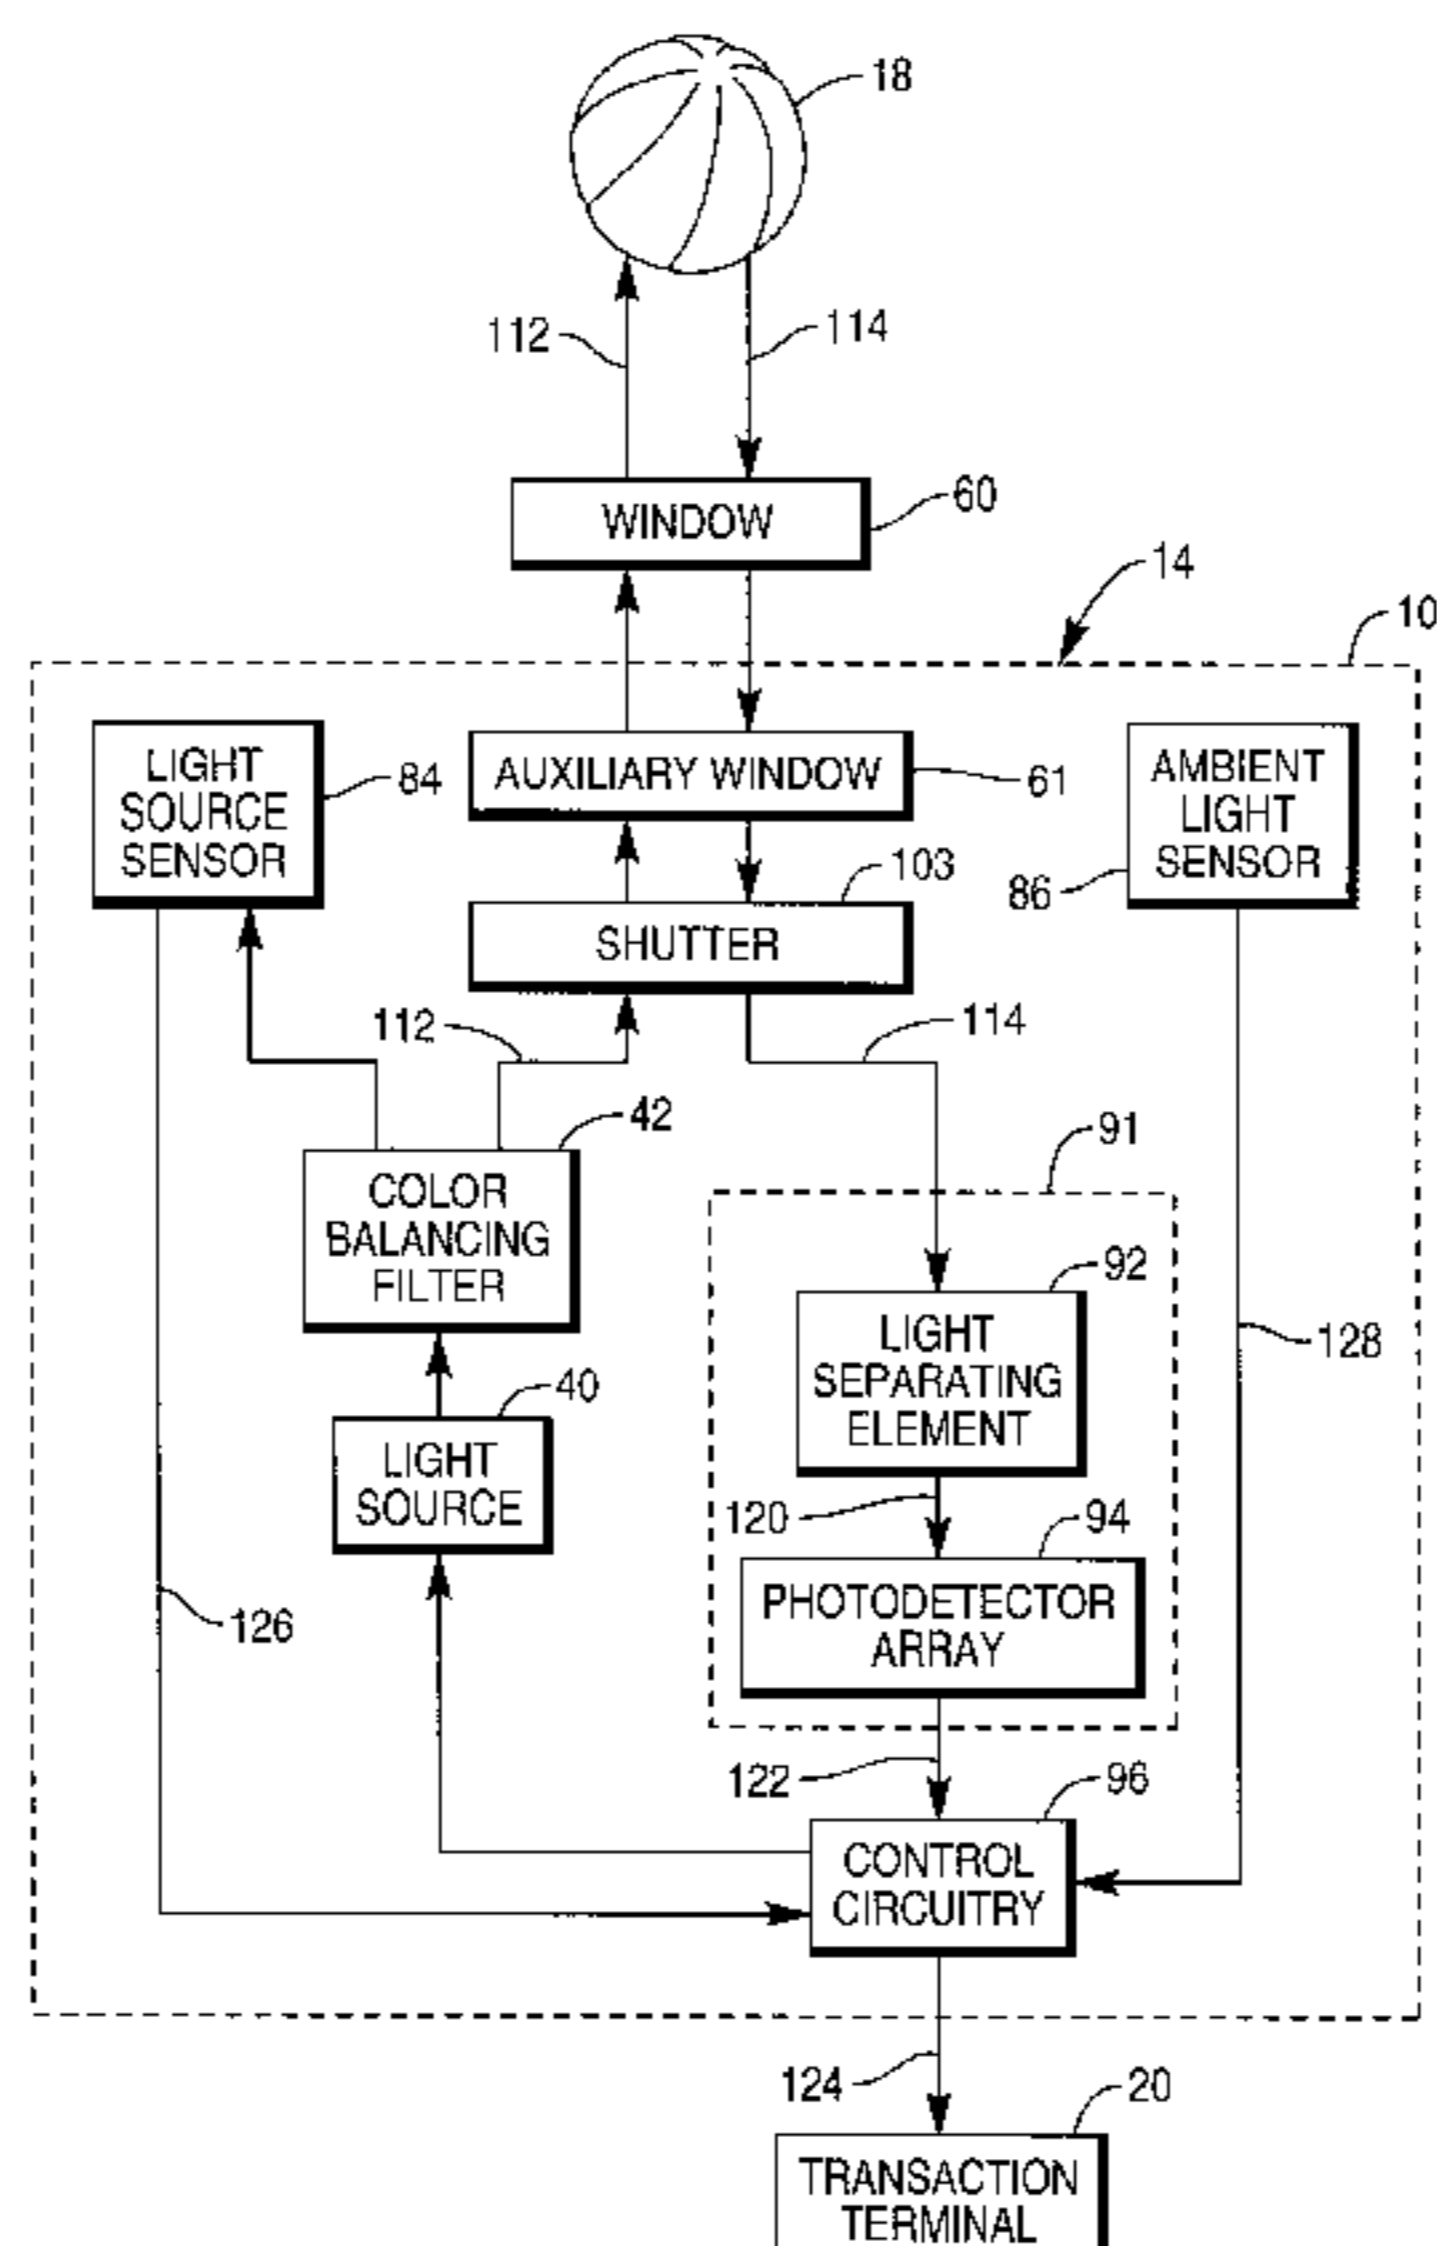 18
112
114
WINDOW
60
14
10
LIGHT
SOURCE
SENSOR
84
AUXILIARY WINDOW
61
AMBIENT
LIGHT
SENSOR
86
103
SHUTTER
112
114
42
COLOR
BALANCING
FILTER
91
92
LIGHT
SEPARATING
ELEMENT
128
40
LIGHT
SOURCE
120
94
PHOTODETECTOR
ARRAY
126
122
96
CONTROL
CIRCUITRY
124
20
TRANSACTION
TERMINAL